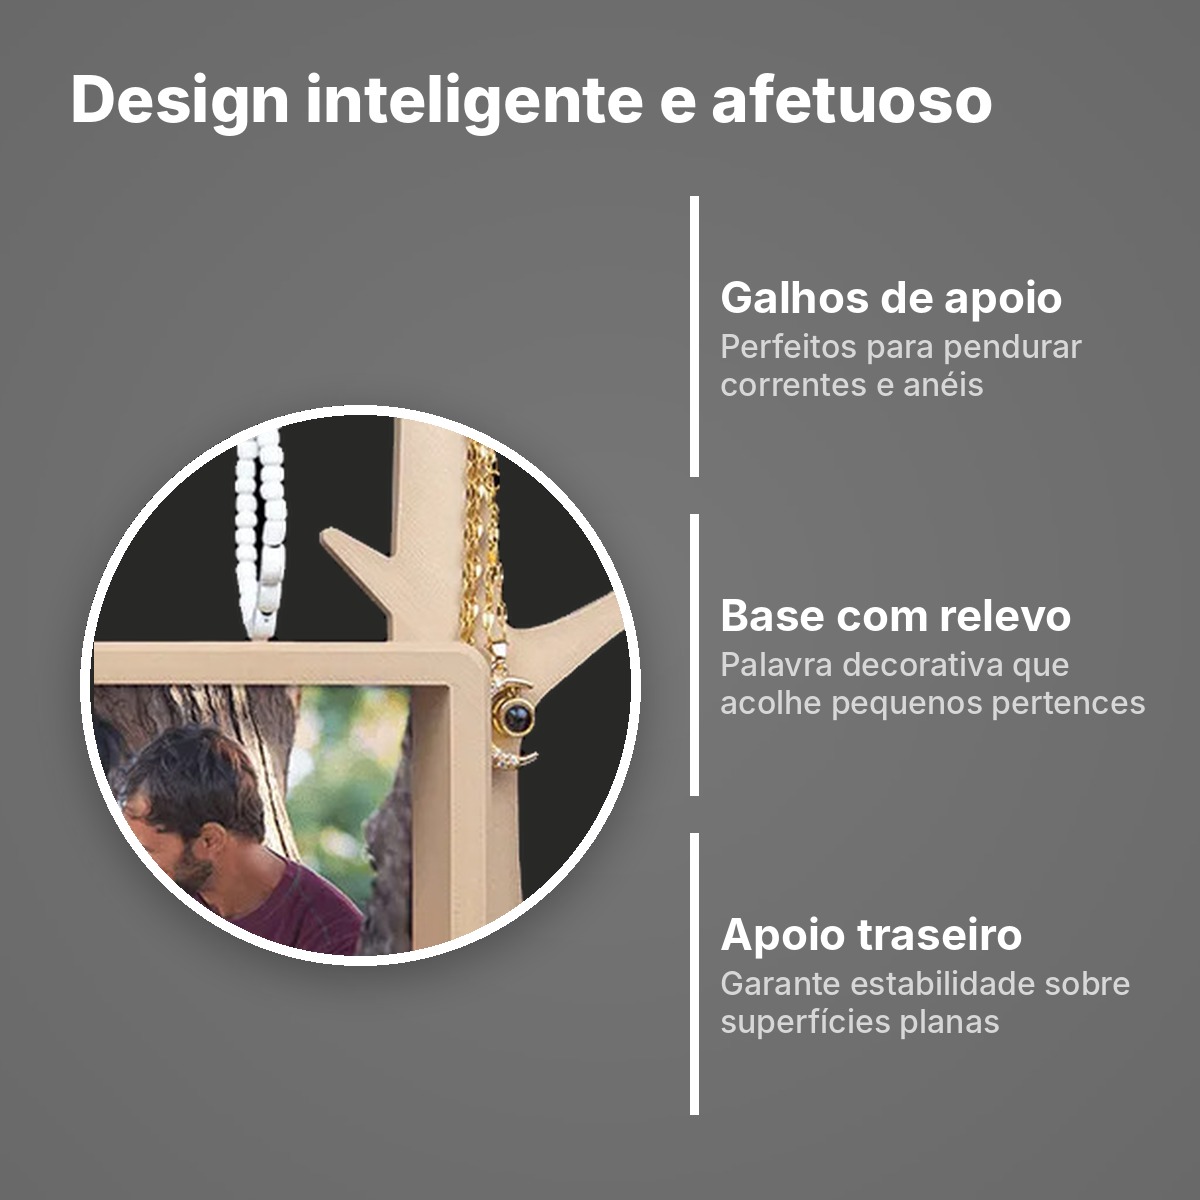 Design inteligente e afetuoso
Galhos de apoio
Perfeitos para pendurar
correntes e anéis
Base com relevo
Palavra decorativa que
acolhe pequenos pertences
Apoio traseiro
Garante estabilidade sobre
superfícies planas